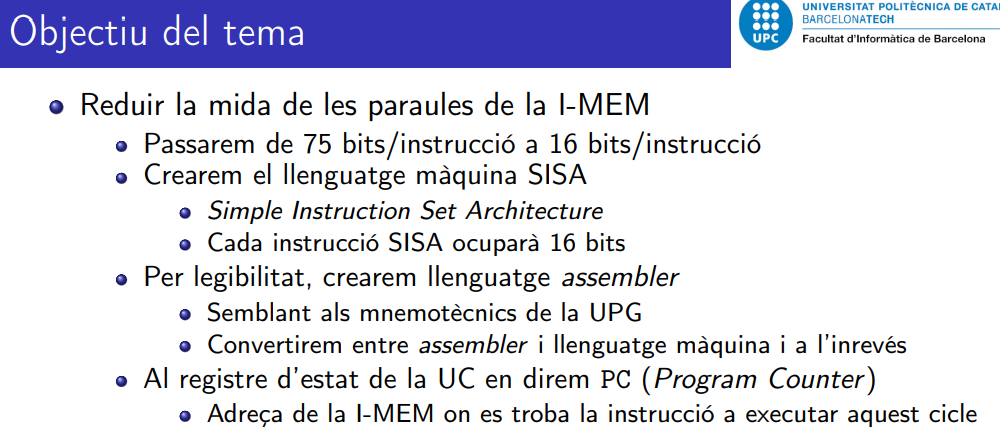 Objectiu del tema
UNIVERSITAT POLITÈCNICA DE CATAL
BARCELONATECH
Facultat d'Informàtica de Barcelona
UPC
Reduir la mida de les paraules de la I-MEM
Passarem de 75 bits/instrucció a 16 bits/instrucció
Crearem el llenguatge màquina SISA
Simple Instruction Set Architecture
Cada instrucció SISA ocuparà 16 bits
Per legibilitat, crearem llenguatge assembler
Semblant als mnemotècnics de la UPG
Convertirem entre assembler i llenguatge màquina i a l'inrevés
Al registre d'estat de la UC en direm PC (Program Counter)
Adreça de la I-MEM on es troba la instrucció a executar aquest cicle